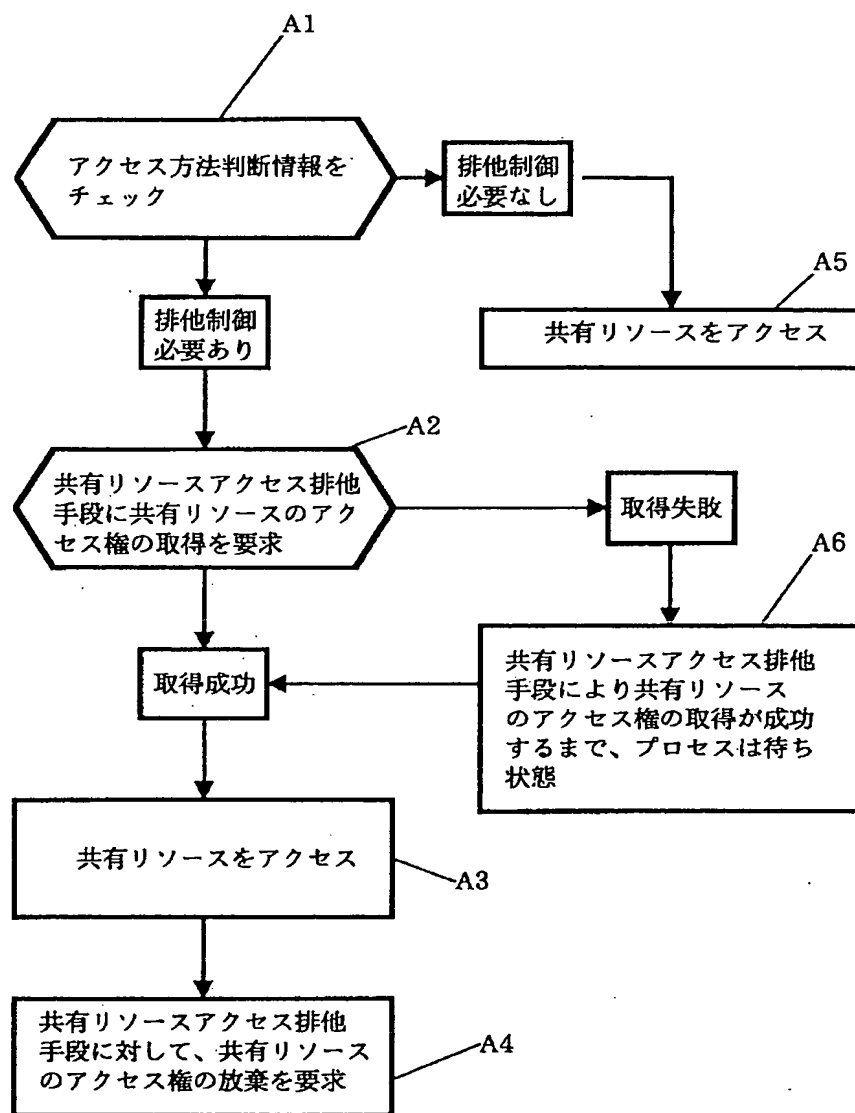 A1
アクセス方法判断情報を
チェック
排他制御
必要なし
A5
共有リソースをアクセス
排他制御
必要あり
A2
共有リソースアクセス排他
手段に共有リソースのアク
セス権の取得を要求
取得失敗
A6
取得成功
共有リソースアクセス排他
手段により共有リソース
のアクセス権の取得が成功
するまで、プロセスは待ち
状態
共有リソースをアクセス
A3
共有リソースアクセス排他
手段に対して、共有リソース
のアクセス権の放棄を要求
A4